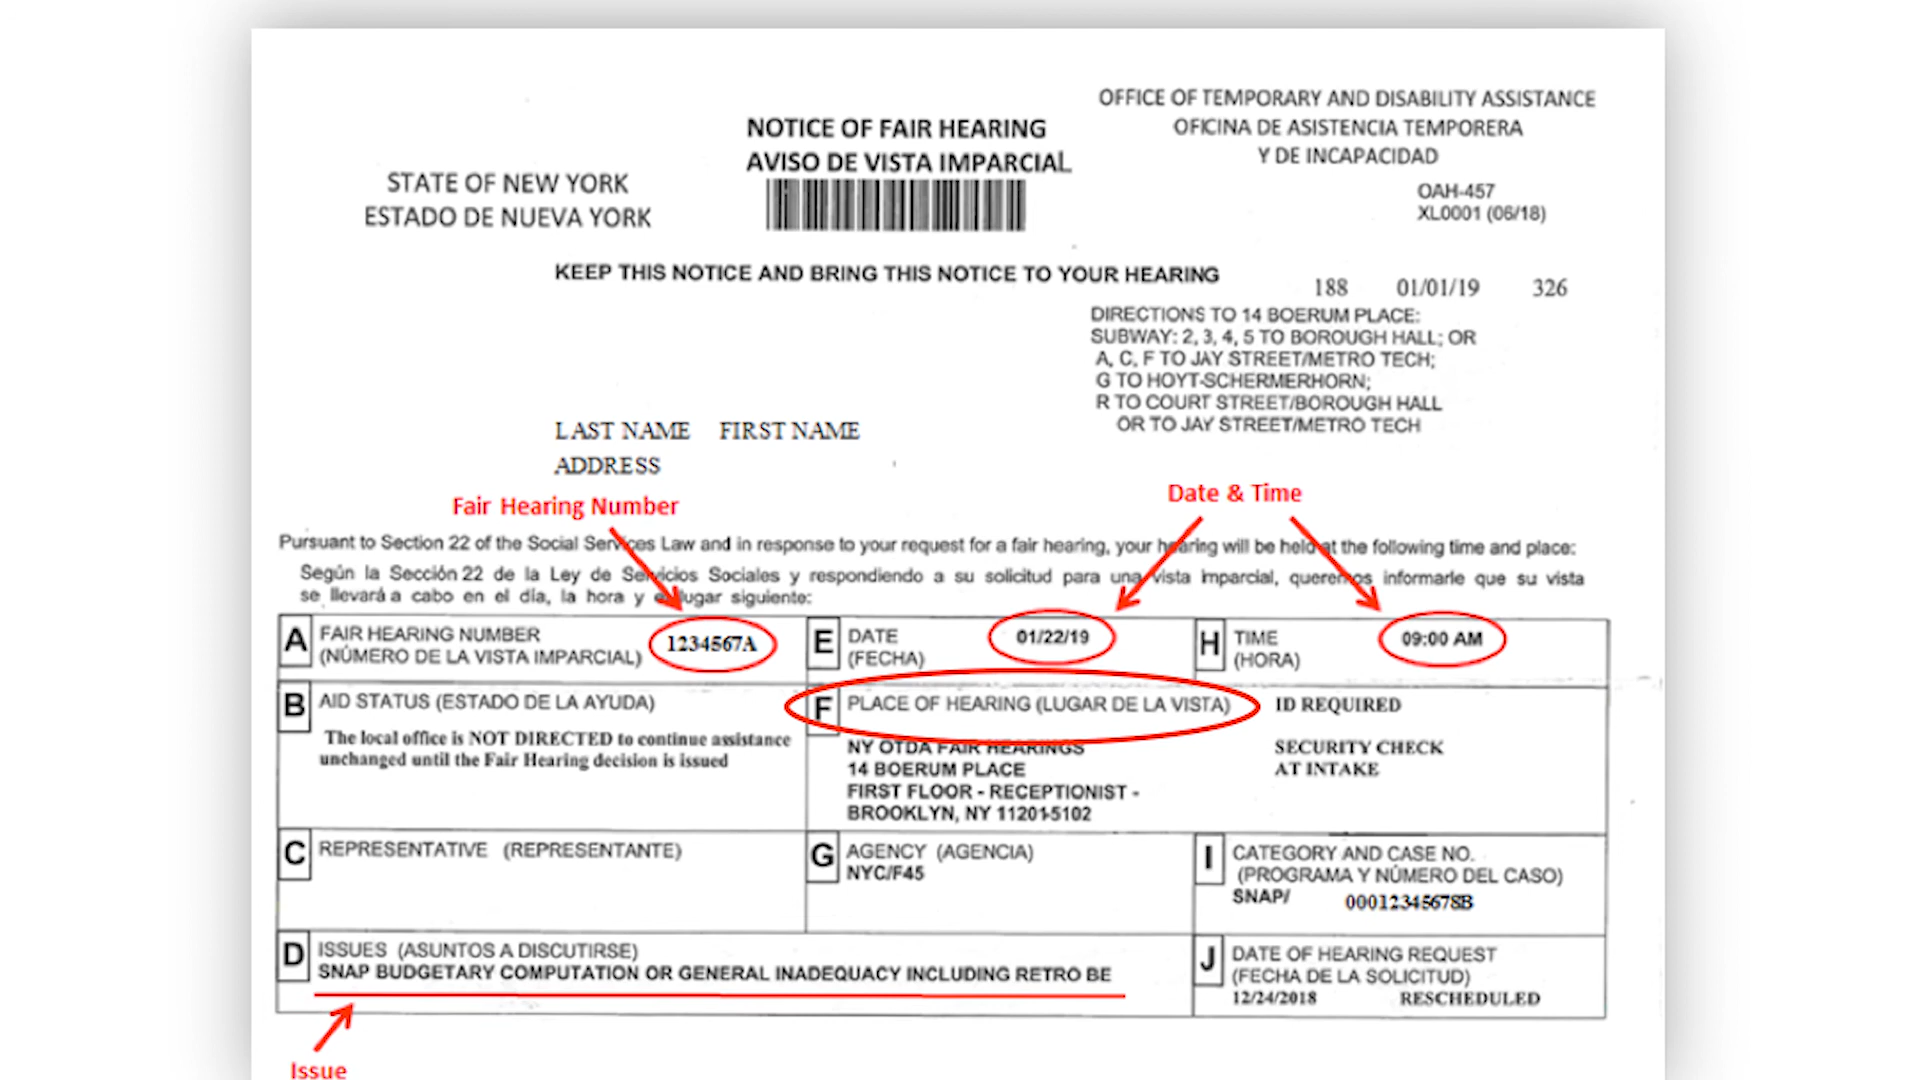 OFFICE OF TEMPORARY AND DISABILITY ASSISTANCE
OFICINA DE ASISTENCIA TEMPORERA
Y DE INCAPACIDAD
NOTICE OF FAIR HEARING
AVISO DE VISTA IMPARCIAL
STATE OF NEW YORK
ESTADO DE NUEVA YORK
OAH-457
XL0001 (06/18)
KEEP THIS NOTICE AND BRING THIS NOTICE TO YOUR HEARING
188 01/01/19 326
DIRECTIONS TO 14 BOERUM PLACE:
SUBWAY: 2, 3, 4, 5 TO BOROUGH HALL; OR
A, C, F TO JAY STREET/METRO TECH;
G TO HOYT-SCHERMERHORN;
R TO COURT STREET/BOROUGH HALL
OR TO JAY STREET/METRO TECH
LAST NAME FIRST NAME
ADDRESS
Fair Hearing Number
Date & Time
Pursuant to Section 22 of the Social Services Law and in response to your request for a fair hearing, your hearing will be held at the following time and place:
Según la Sección 22 de la Ley de Servicios Sociales y respondiendo a su solicitud para una vista imparcial, queremos informarle que su vista
se llevará a cabo en el día, la hora y el lugar siguiente:
A FAIR HEARING NUMBER
(NÚMERO DE LA VISTA IMPARCIAL) 1234567A
E DATE 01/22/19
(FECHA)
H TIME 09:00 AM
(HORA)
B AID STATUS (ESTADO DE LA AYUDA)
The local office is NOT DIRECTED to continue assistance
unchanged until the Fair Hearing decision is issued
F PLACE OF HEARING (LUGAR DE LA VISTA) ID REQUIRED
NY OTDA FAIR HEARINGS SECURITY CHECK
14 BOERUM PLACE AT INTAKE
FIRST FLOOR - RECEPTIONIST -
BROOKLYN, NY 11201-5102
C REPRESENTATIVE (REPRESENTANTE)
G AGENCY (AGENCIA)
NYC/F45
I CATEGORY AND CASE NO.
(PROGRAMA Y NÚMERO DEL CASO)
SNAP/ 00012345678B
D ISSUES (ASUNTOS A DISCUTIRSE)
SNAP BUDGETARY COMPUTATION OR GENERAL INADEQUACY INCLUDING RETRO BE
J DATE OF HEARING REQUEST
(FECHA DE LA SOLICITUD)
12/24/2018 RESCHEDULED
Issue